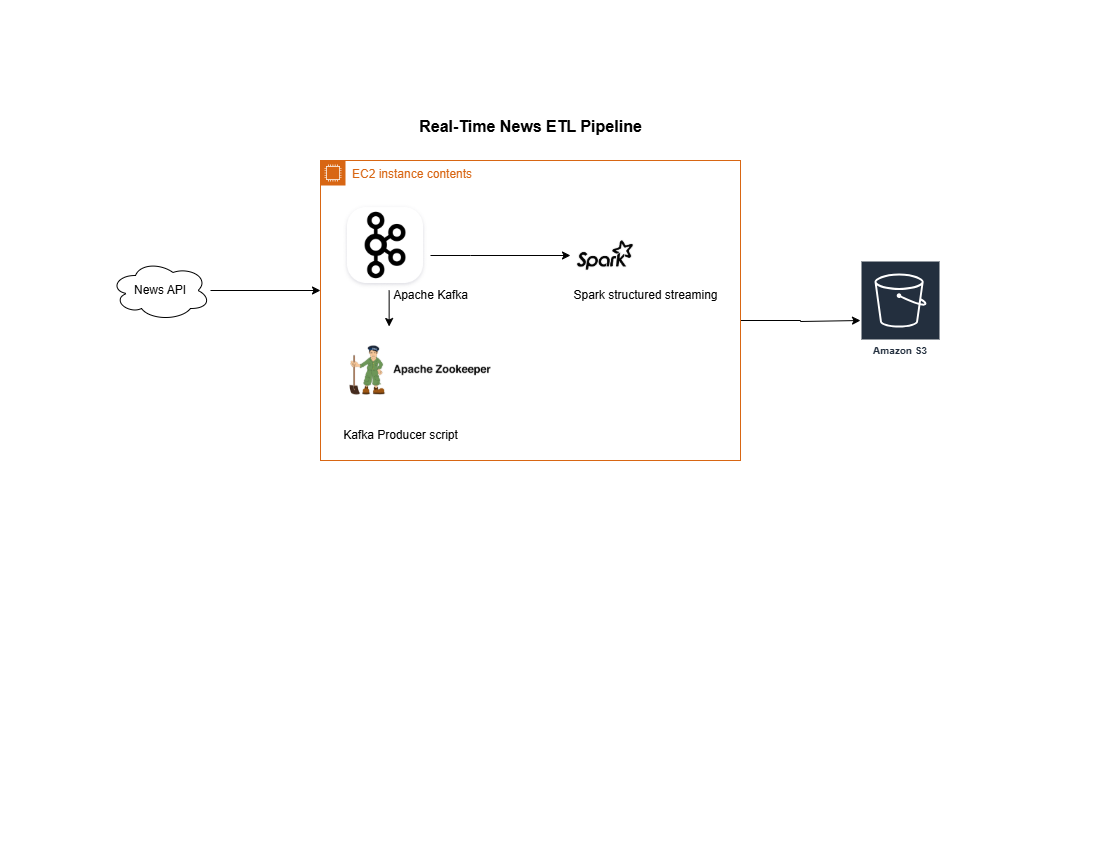 Real-Time News ETL Pipeline
EC2 instance contents
News API
Apache Kafka
Spark
Spark structured streaming
Apache Zookeeper
Kafka Producer script
Amazon S3